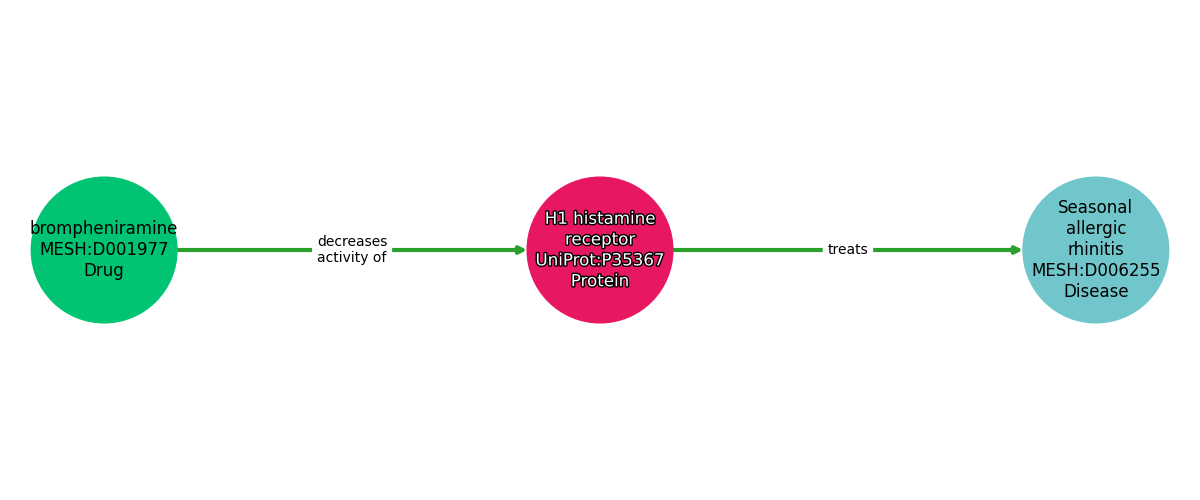 brompheniramine
MESH:D001977
Drug
decreases
activity of
H1 histamine
receptor
UniProt:P35367
Protein
treats
Seasonal
allergic
rhinitis
MESH:D006255
Disease